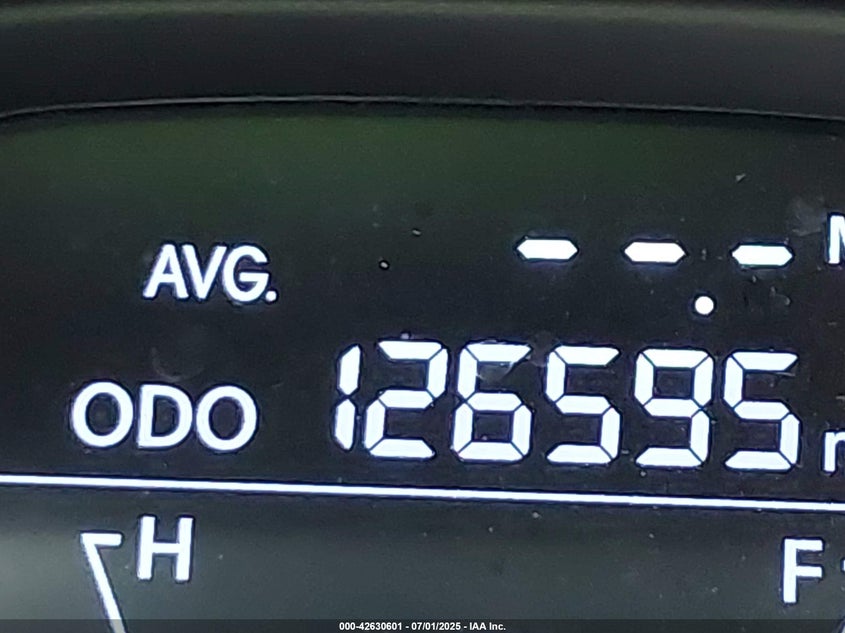 AVG. --.- M
ODO 126595
H F
000-42630601 - 07/01/2025 - IAA Inc.